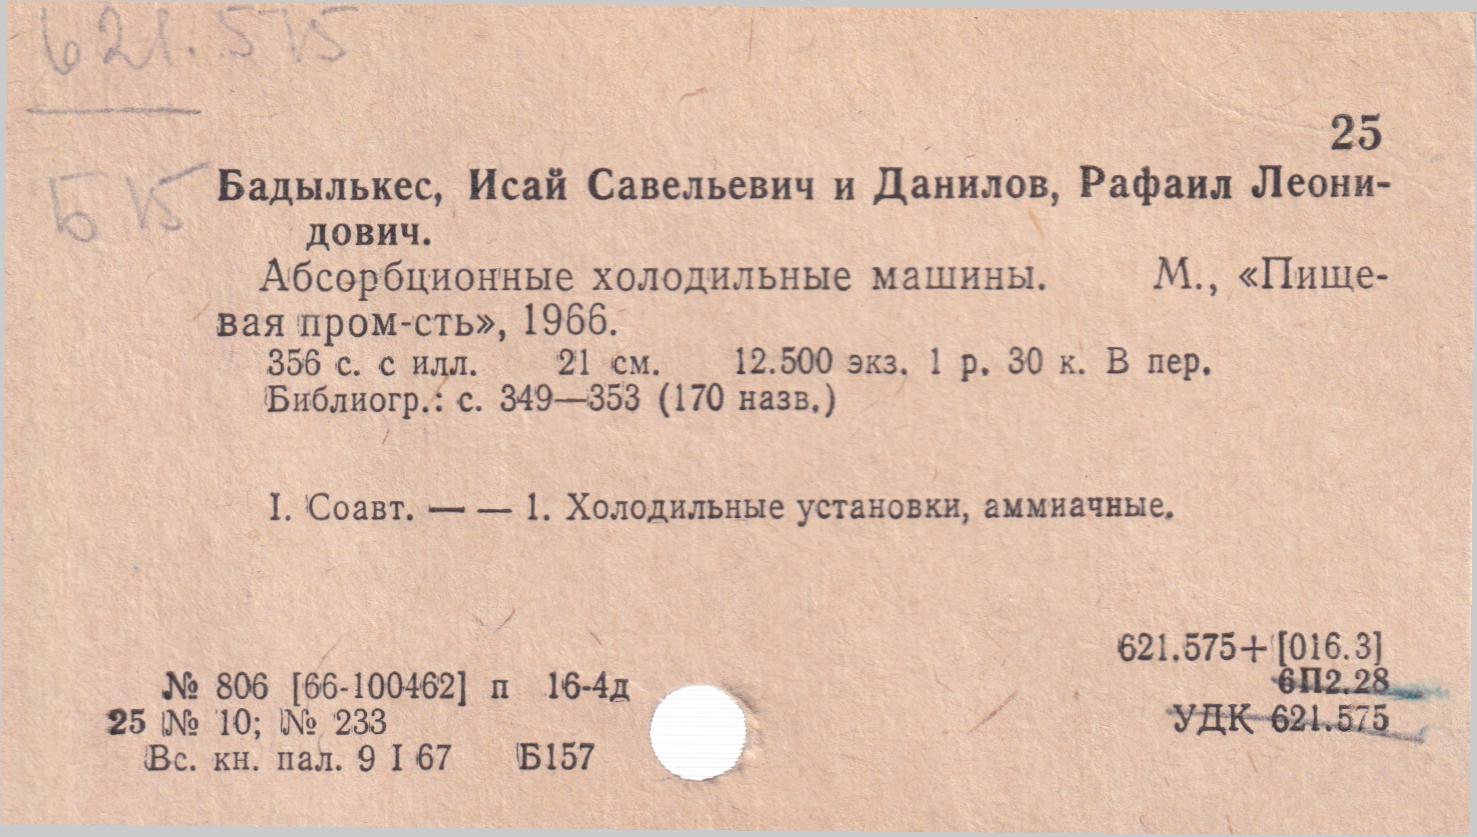 621.575
Б15
25
Бадылькес, Исай Савельевич и Данилов, Рафаил Леони-
дович.
Абсорбционные холодильные машины. М., «Пище-
вая пром-сть», 1966.
356 с. с илл. 21 см. 12.500 экз. 1 р. 30 к. В пер.
Библиогр.: с. 349—353 (170 назв.)
I. Соавт. — — 1. Холодильные установки, аммиачные.
621.575+[016.3]
6П2.28
УДК 621.575
№ 806 [66-100462] п 16-4д
25 № 10; № 233
Вс. кн. пал. 9 I 67 Б157